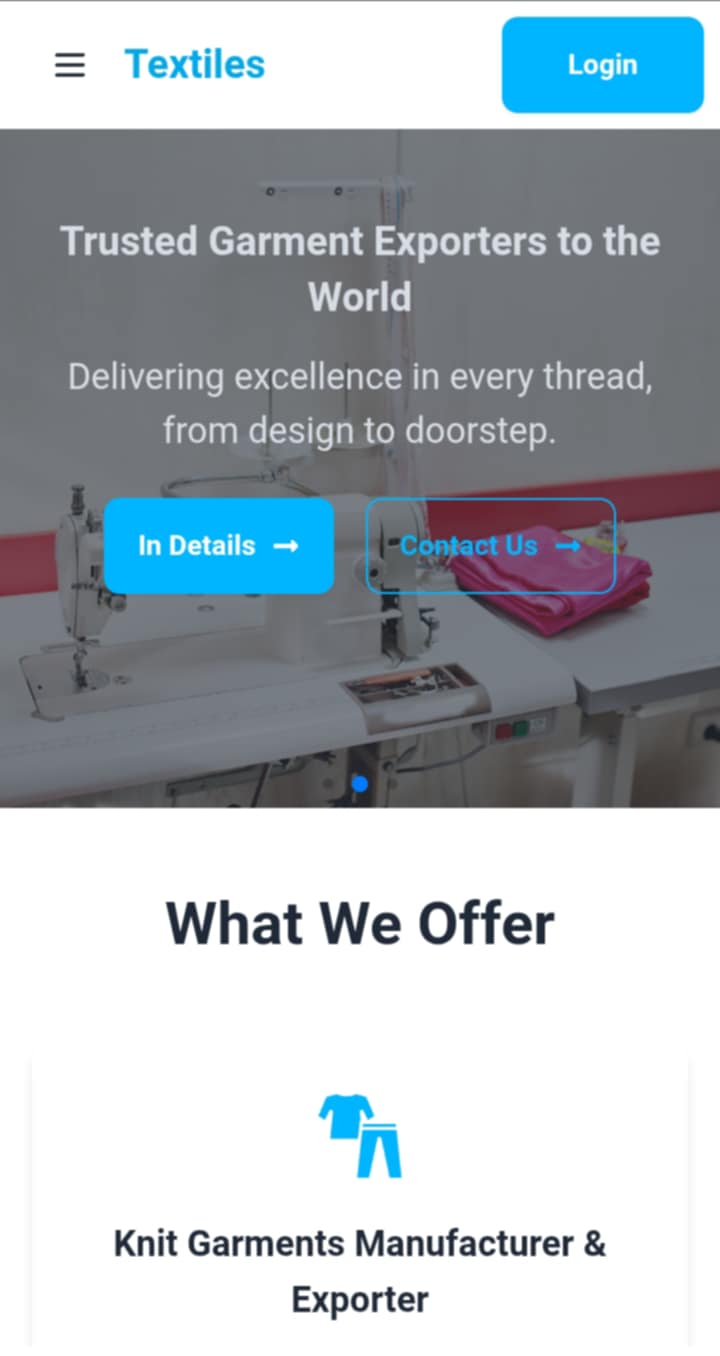 Textiles
Login
Trusted Garment Exporters to the
World
Delivering excellence in every thread,
from design to doorstep.
In Details →
Contact Us →
What We Offer
Knit Garments Manufacturer &
Exporter